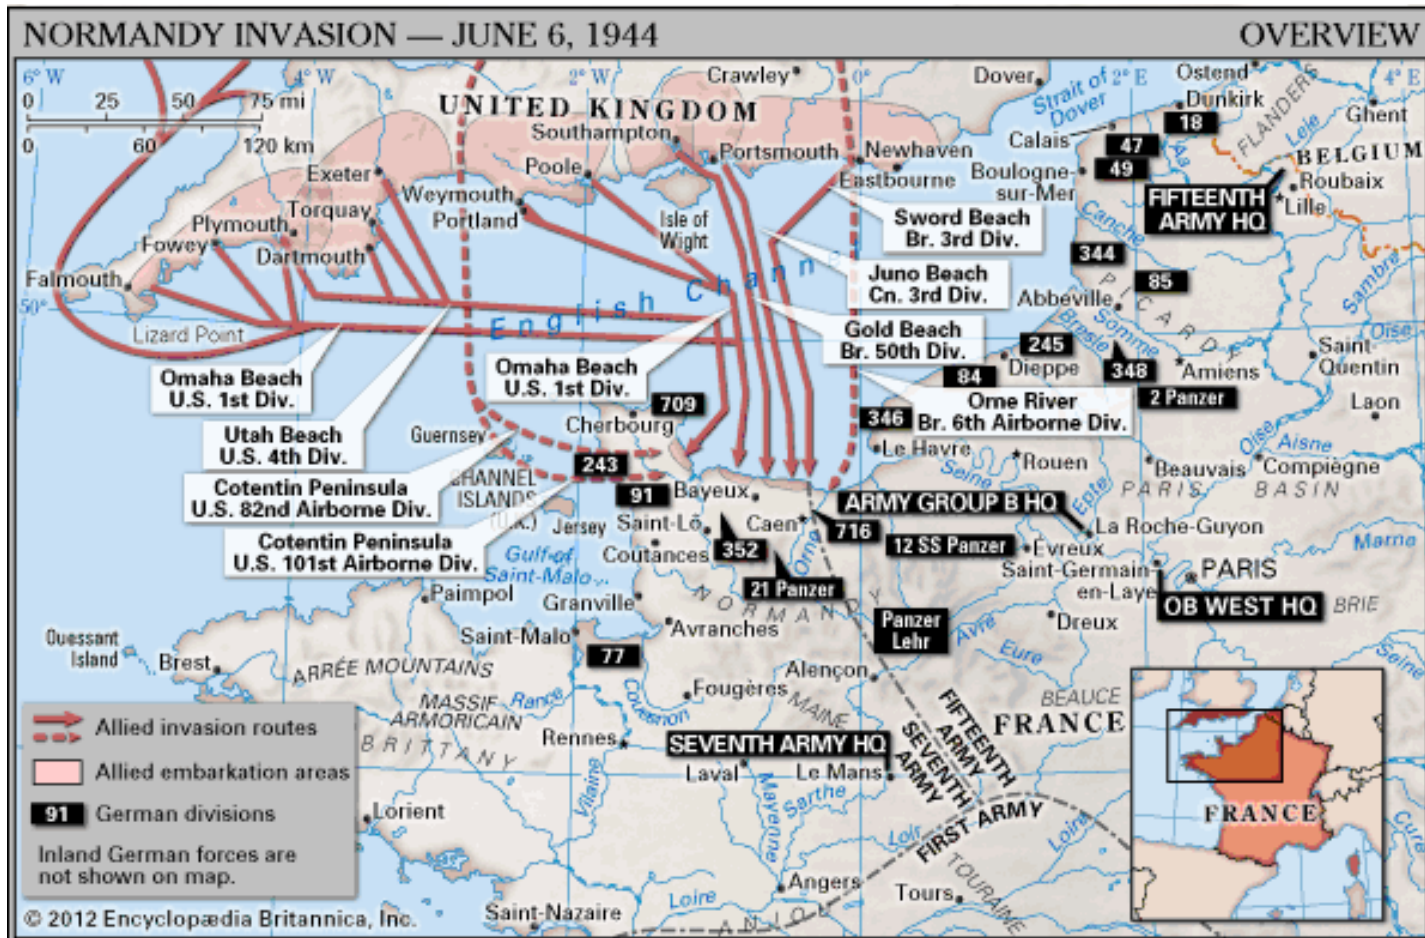 NORMANDY INVASION — JUNE 6, 1944
OVERVIEW
6° W
4° W
2° W
0°
2° E
4° E
50°
0 25 50 75 mi
0 60 120 km
UNITED KINGDOM
Crawley
Dover
Strait of
Dover
Ostend
Dunkirk
Ghent
FLANDERS
Leie
BELGIUM
Southampton
Portsmouth
Newhaven
Eastbourne
Calais
18
47
49
Aa
Boulogne-
sur-Mer
Roubaix
Lille
FIFTEENTH
ARMY HQ
Exeter
Poole
Weymouth
Portland
Isle of
Wight
Plymouth
Torquay
Fowey
Dartmouth
Falmouth
Lizard Point
English Channel
Sword Beach
Br. 3rd Div.
Juno Beach
Cn. 3rd Div.
Gold Beach
Br. 50th Div.
Canche
344
85
PICARDY
Abbeville
Somme
Bresle
Sambre
Oise
245
Dieppe
84
348
Amiens
2 Panzer
Saint-
Quentin
Laon
Omaha Beach
U.S. 1st Div.
Omaha Beach
U.S. 1st Div.
Utah Beach
U.S. 4th Div.
Orne River
Br. 6th Airborne Div.
709
Cherbourg
346
Le Havre
Guernsey
243
Seine
Rouen
Beauvais
Oise
Aisne
Compiègne
Cotentin Peninsula
U.S. 82nd Airborne Div.
CHANNEL
ISLANDS
(U.K.)
91
Bayeux
ARMY GROUP B HQ
Epte
PARIS BASIN
Cotentin Peninsula
U.S. 101st Airborne Div.
Jersey
Saint-Lô
Caen
716
Orne
La Roche-Guyon
Coutances
352
12 SS Panzer
Evreux
Marne
Gulf of
Saint-Malo
21 Panzer
Saint-Germain-
en-Laye
PARIS
OB WEST HQ
BRIE
Paimpol
Granville
NORMANDY
Panzer
Lehr
Avre
Eure
Dreux
Ouessant
Island
Brest
Saint-Malo
Avranches
77
ARRÉE MOUNTAINS
Alençon
Seine
MASSIF
ARMORICAIN
Rance
Couesnon
Fougères
MAINE
BEAUCE
FRANCE
BRITTANY
Rennes
SEVENTH ARMY HQ
FIFTEENTH
ARMY
SEVENTH
ARMY
FIRST ARMY
Laval
Le Mans
Vilaine
Mayenne
Sarthe
Loir
Loire
Lorient
Angers
Tours
TOURAINE
Loire
ANJOU
Saint-Nazaire
Cure
FRANCE
Allied invasion routes
Allied embarkation areas
91 German divisions
Inland German forces are
not shown on map.
© 2012 Encyclopædia Britannica, Inc.